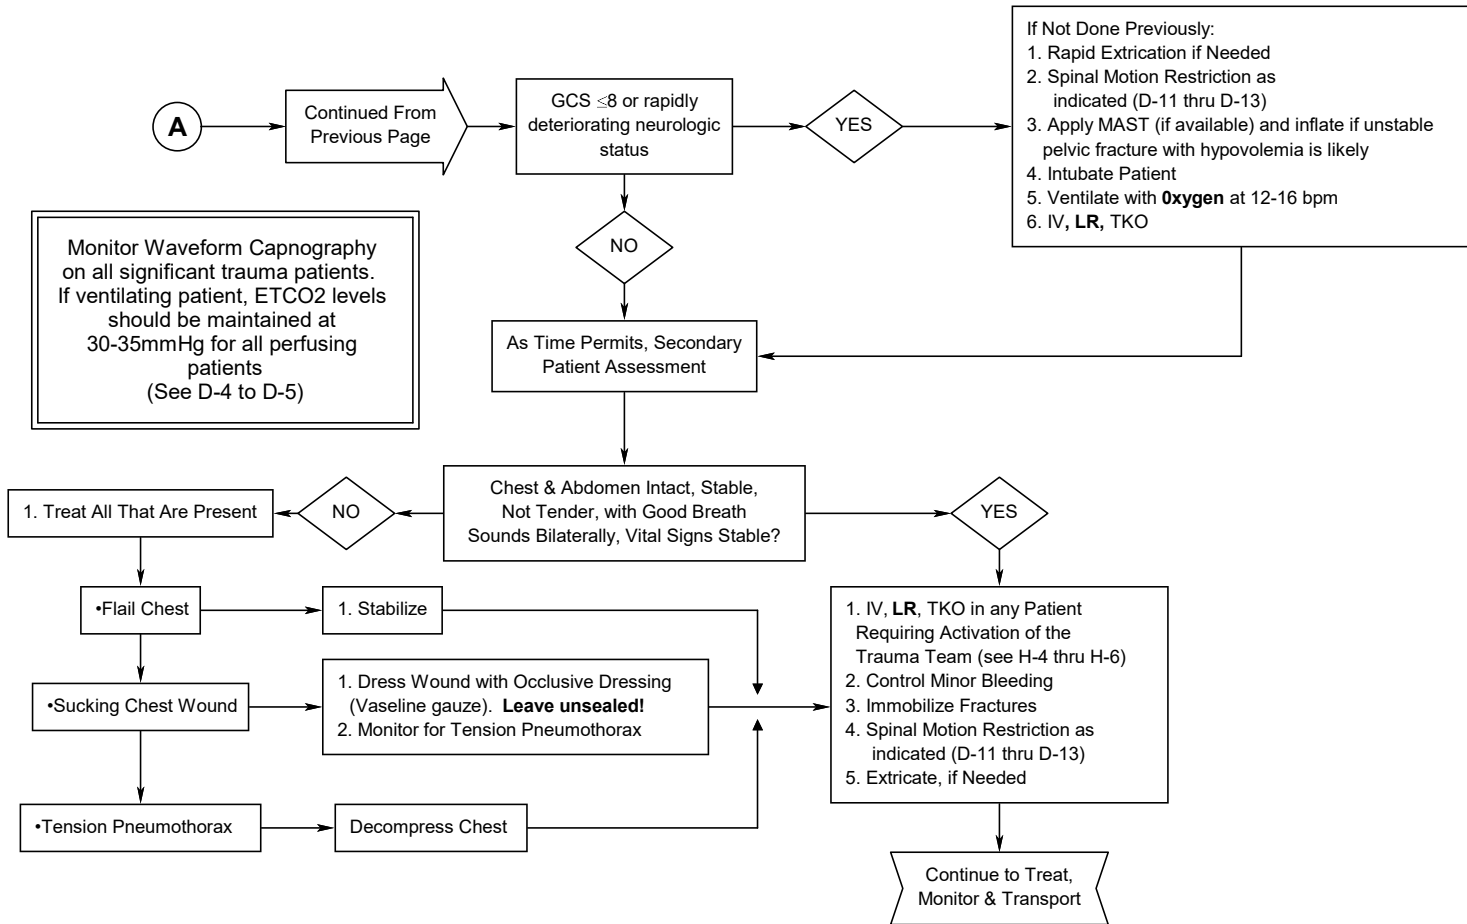 A
Continued From
Previous Page
GCS ≤8 or rapidly
deteriorating neurologic
status
YES
If Not Done Previously:
1. Rapid Extrication if Needed
2. Spinal Motion Restriction as
indicated (D-11 thru D-13)
3. Apply MAST (if available) and inflate if unstable
pelvic fracture with hypovolemia is likely
4. Intubate Patient
5. Ventilate with 0xygen at 12-16 bpm
6. IV, LR, TKO
NO
Monitor Waveform Capnography
on all significant trauma patients.
If ventilating patient, ETCO2 levels
should be maintained at
30-35mmHg for all perfusing
patients
(See D-4 to D-5)
As Time Permits, Secondary
Patient Assessment
Chest & Abdomen Intact, Stable,
Not Tender, with Good Breath
Sounds Bilaterally, Vital Signs Stable?
NO
1. Treat All That Are Present
YES
•Flail Chest
1. Stabilize
•Sucking Chest Wound
1. Dress Wound with Occlusive Dressing
(Vaseline gauze). Leave unsealed!
2. Monitor for Tension Pneumothorax
•Tension Pneumothorax
Decompress Chest
1. IV, LR, TKO in any Patient
Requiring Activation of the
Trauma Team (see H-4 thru H-6)
2. Control Minor Bleeding
3. Immobilize Fractures
4. Spinal Motion Restriction as
indicated (D-11 thru D-13)
5. Extricate, if Needed
Continue to Treat,
Monitor & Transport